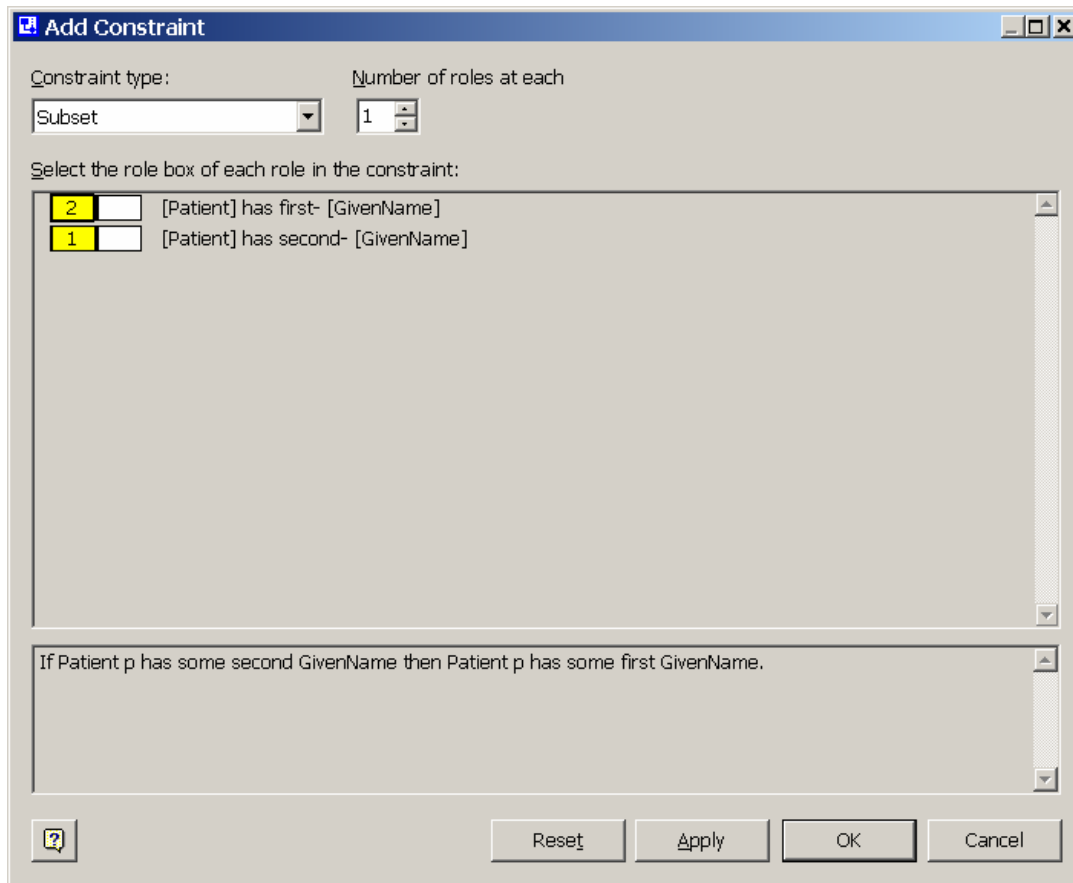 Add Constraint
Constraint type: Number of roles at each
Subset 1
Select the role box of each role in the constraint:
2 [Patient] has first- [GivenName]
1 [Patient] has second- [GivenName]
If Patient p has some second GivenName then Patient p has some first GivenName.
? Reset Apply OK Cancel